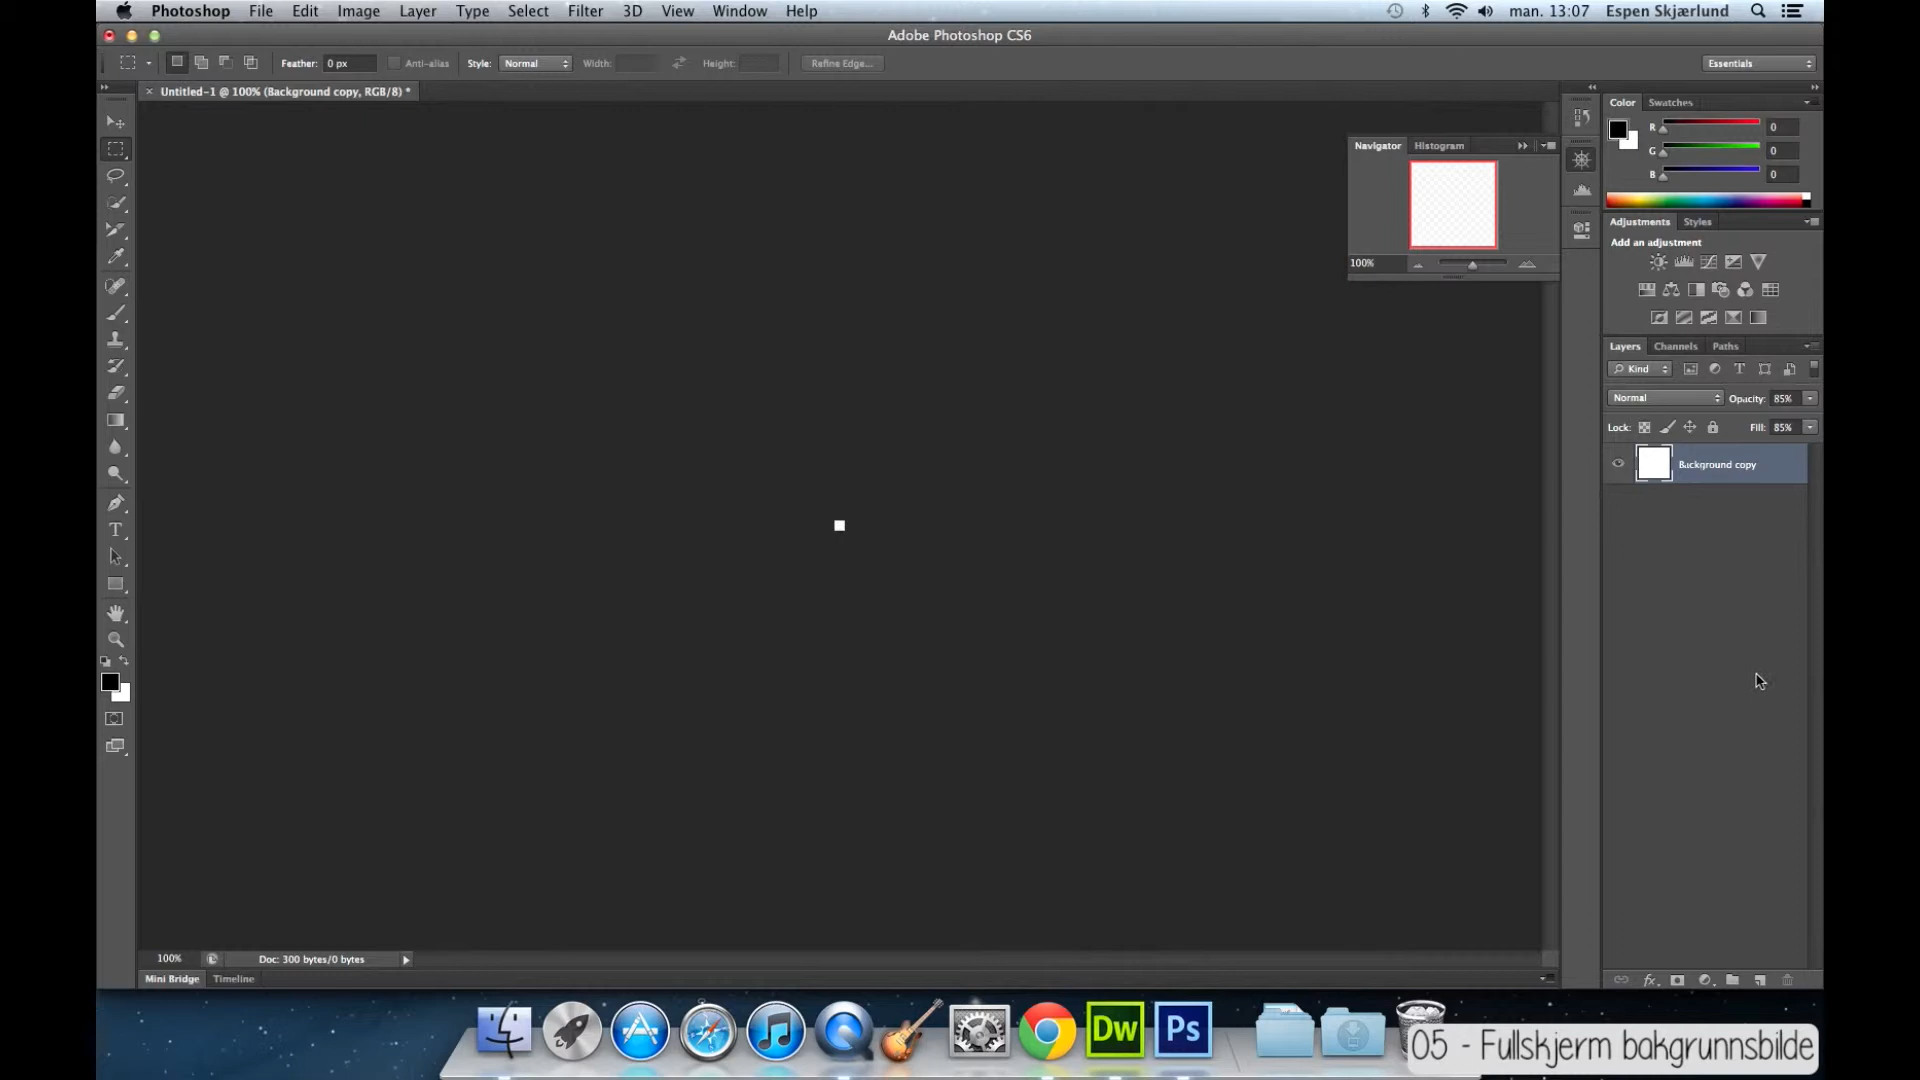 Photoshop File Edit Image Layer Type Select Filter 3D View Window Help man. 13:07 Espen Skjærlund
Adobe Photoshop CS6
Feather: 0 px Anti-alias Style: Normal Width: Height: Refine Edge... Essentials
Untitled-1 @ 100% (Background copy, RGB/8) *
Color Swatches
R 0
G 0
B 0
Navigator Histogram
100%
Adjustments Styles
Add an adjustment
Layers Channels Paths
Kind
Normal Opacity: 85%
Lock: Fill: 85%
Background copy
100% Doc: 300 bytes/0 bytes
Mini Bridge Timeline
Dw Ps
05 - Fullskjerm bakgrunnsbilde